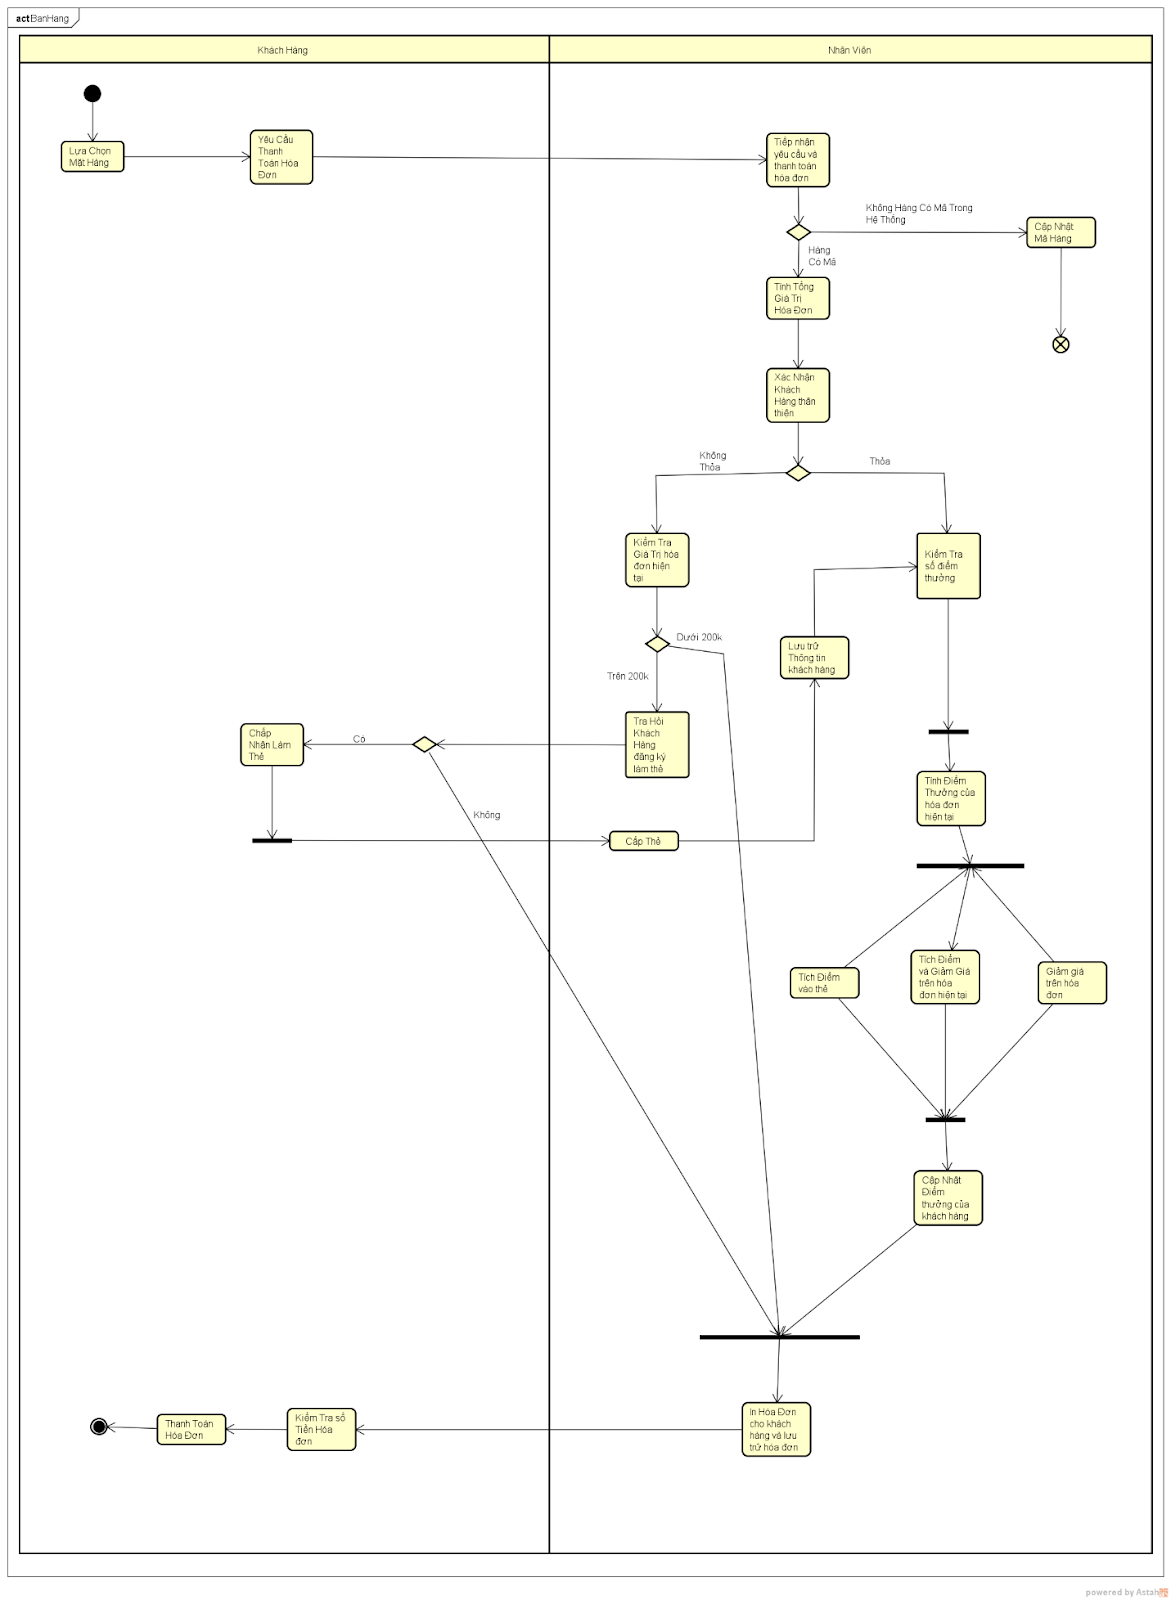 actBanHang
Khách Hàng
Nhân Viên
Lựa Chọn
Mặt Hàng
Yêu Cầu
Thanh
Toán Hóa
Đơn
Tiếp nhận
yêu cầu và
thanh toán
hóa đơn
Không Hàng Có Mã Trong
Hệ Thống
Cập Nhật
Mã Hàng
Hàng
Có Mã
Tính Tổng
Giá Trị
Hóa Đơn
Xác Nhận
Khách
Hàng thân
thiện
Không
Thỏa
Thỏa
Kiểm Tra
Giá Trị hóa
đơn hiện
tại
Kiểm Tra
số điểm
thưởng
Dưới 200k
Trên 200k
Lưu trữ
Thông tin
khách hàng
Tra Hỏi
Khách
Hàng
đăng ký
làm thẻ
Chấp
Nhận Làm
Thẻ
Có
Không
Cấp Thẻ
Tính Điểm
Thưởng của
hóa đơn
hiện tại
Tích Điểm
vào thẻ
Tích Điểm
và Giảm Giá
trên hóa
đơn hiện tại
Giảm giá
trên hóa
đơn
Cập Nhật
Điểm
thưởng của
khách hàng
In Hóa Đơn
cho khách
hàng và lưu
trữ hóa đơn
Kiểm Tra số
Tiền Hóa
đơn
Thanh Toán
Hóa Đơn
powered by Astah